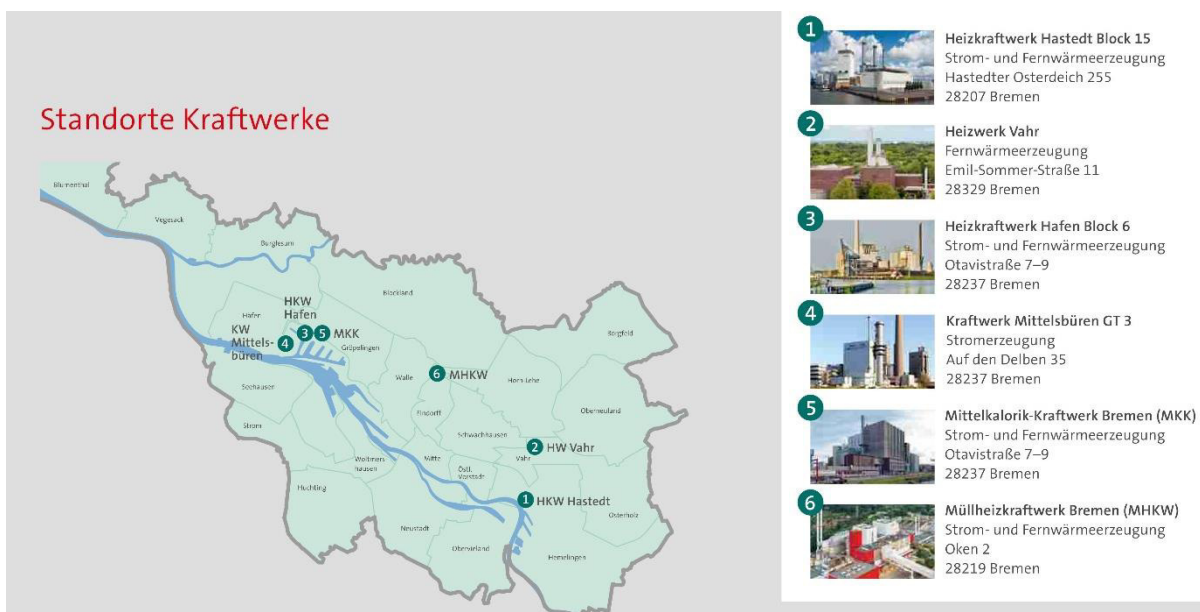 Standorte Kraftwerke
Blumenthal
Vegesack
Burglesum
Blockland
Häfen
HKW
Hafen
KW
Mittels-
büren
4
3
5
MKK
Gröpelingen
Borgfeld
Seehausen
Walle
6 MHKW
Horn-Lehe
Oberneuland
Findorff
Strom
Schwachhausen
2 HW Vahr
Vahr
Woltmers-
hausen
Mitte
Östl.
Vorstadt
Huchting
1 HKW Hastedt
Osterholz
Neustadt
Obervieland
Hemelingen
1
Heizkraftwerk Hastedt Block 15
Strom- und Fernwärmeerzeugung
Hastedter Osterdeich 255
28207 Bremen
2
Heizwerk Vahr
Fernwärmeerzeugung
Emil-Sommer-Straße 11
28329 Bremen
3
Heizkraftwerk Hafen Block 6
Strom- und Fernwärmeerzeugung
Otavistraße 7–9
28237 Bremen
4
Kraftwerk Mittelsbüren GT 3
Stromerzeugung
Auf den Delben 35
28237 Bremen
5
Mittelkalorik-Kraftwerk Bremen (MKK)
Strom- und Fernwärmeerzeugung
Otavistraße 7–9
28237 Bremen
6
Müllheizkraftwerk Bremen (MHKW)
Strom- und Fernwärmeerzeugung
Oken 2
28219 Bremen